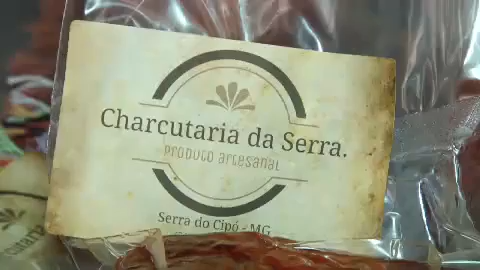 Charcutaria da Serra.
Produto artesanal
Serra do Cipó - MG